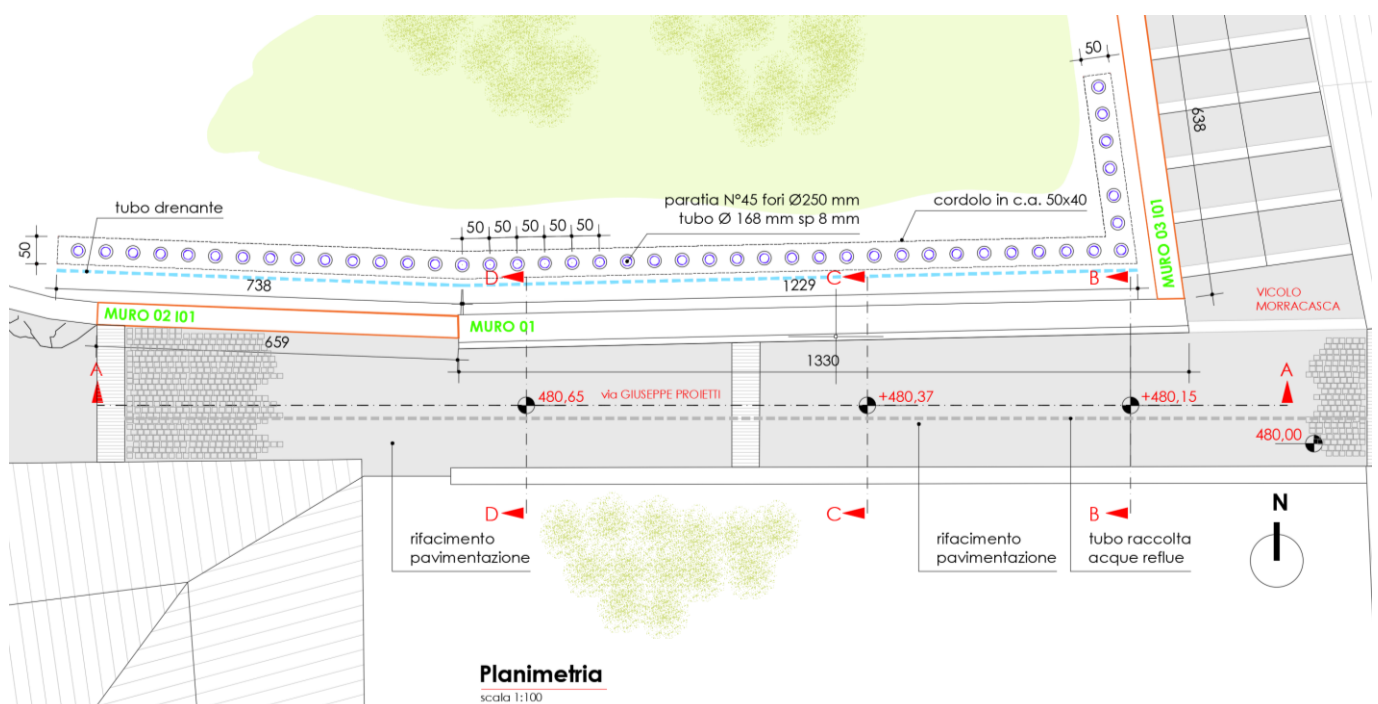 50
638
paratia N°45 fori Ø250 mm
tubo Ø 168 mm sp 8 mm
cordolo in c.a. 50x40
tubo drenante
50 50 50 50 50
50
D
C
B
738
1229
MURO 03 I01
VICOLO
MORRACASCA
MURO 02 I01
MURO 01
659
1330
A
A
480,65
via GIUSEPPE PROIETTI
+480,37
+480,15
480,00
D
C
B
N
rifacimento
pavimentazione
rifacimento
pavimentazione
tubo raccolta
acque reflue
Planimetria
scala 1:100